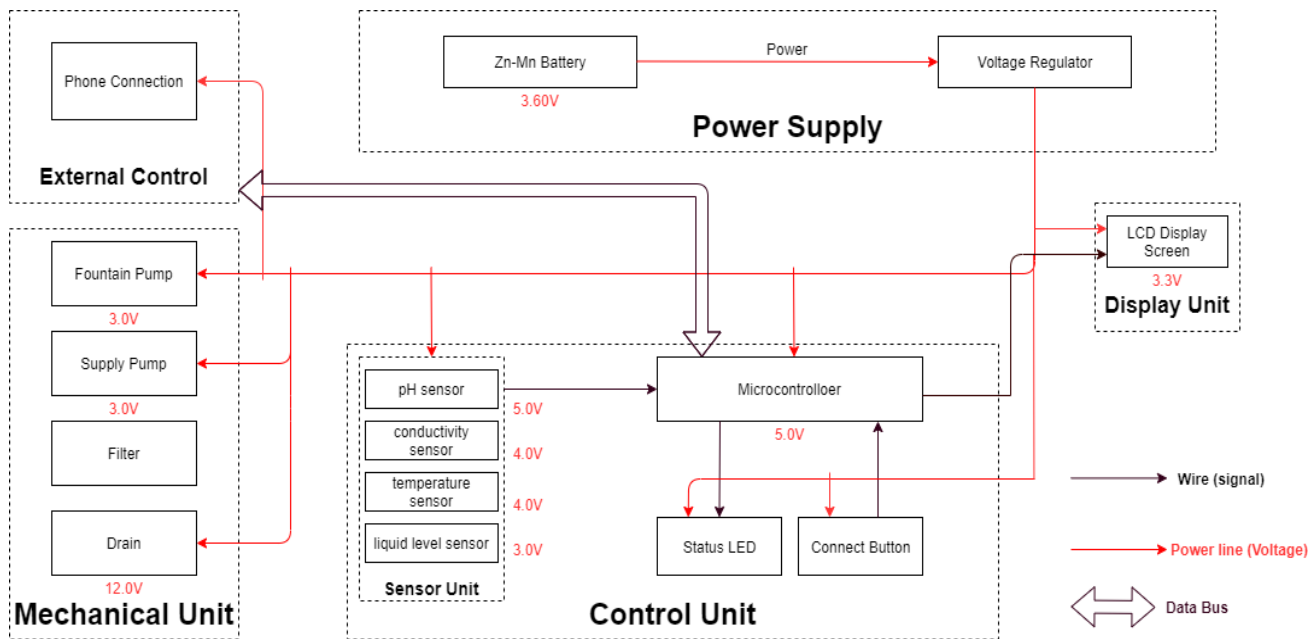 Phone Connection
External Control
Zn-Mn Battery
3.60V
Power
Voltage Regulator
Power Supply
Fountain Pump
3.0V
Supply Pump
3.0V
Filter
Drain
12.0V
Mechanical Unit
pH sensor
5.0V
conductivity
sensor
4.0V
temperature
sensor
4.0V
liquid level sensor
3.0V
Sensor Unit
Microcontrolloer
5.0V
Status LED
Connect Button
Control Unit
LCD Display
Screen
3.3V
Display Unit
Wire (signal)
Power line (Voltage)
Data Bus